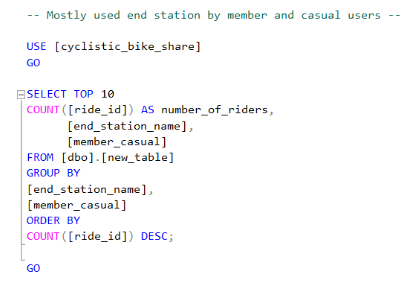 -- Mostly used end station by member and casual users --
USE [cyclistic_bike_share]
GO
SELECT TOP 10
COUNT([ride_id]) AS number_of_riders,
[end_station_name],
[member_casual]
FROM [dbo].[new_table]
GROUP BY
[end_station_name],
[member_casual]
ORDER BY
COUNT([ride_id]) DESC;
GO